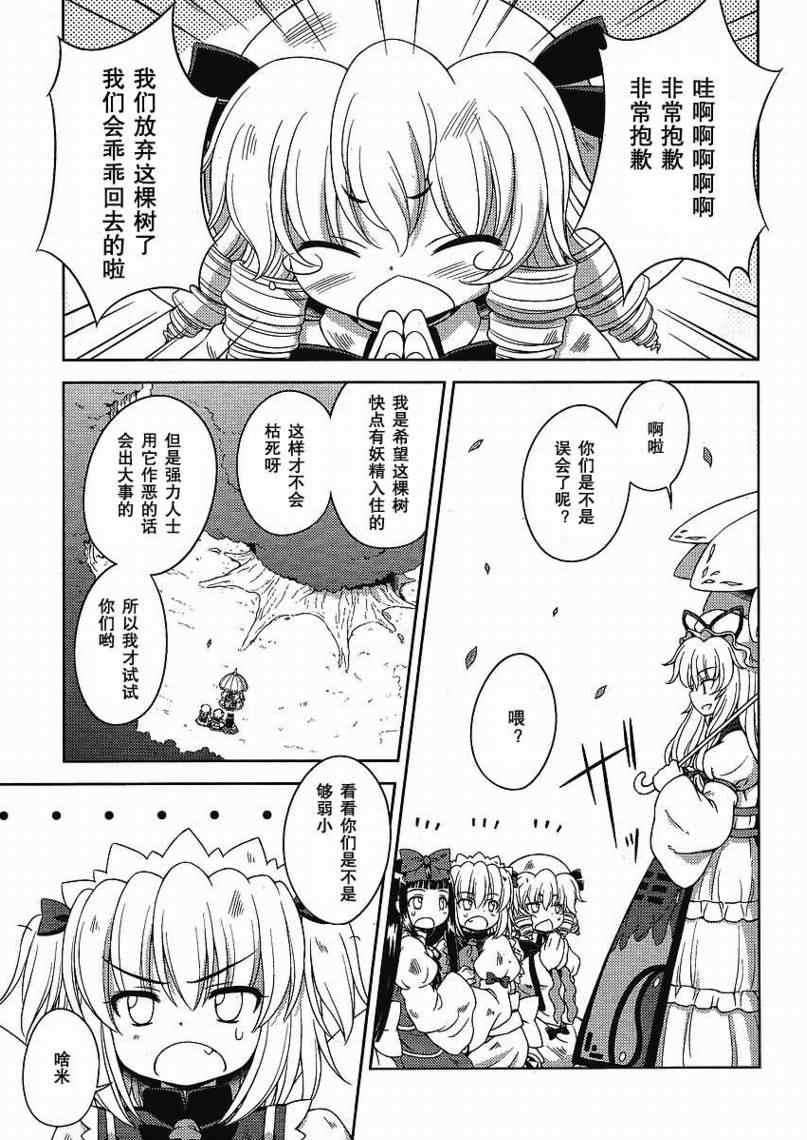 哇啊啊啊啊啊
非常抱歉
非常抱歉
我们放弃这棵树了
我们会乖乖回去的啦
啊啦
你们是不是
误会了呢？
喂？
我是希望这棵树
快点有妖精入住的
这样才不会
枯死呀
但是强力人士
用它作恶的话
会出大事的
所以我才试试
你们哟
看看你们是不是
够弱小
啥米